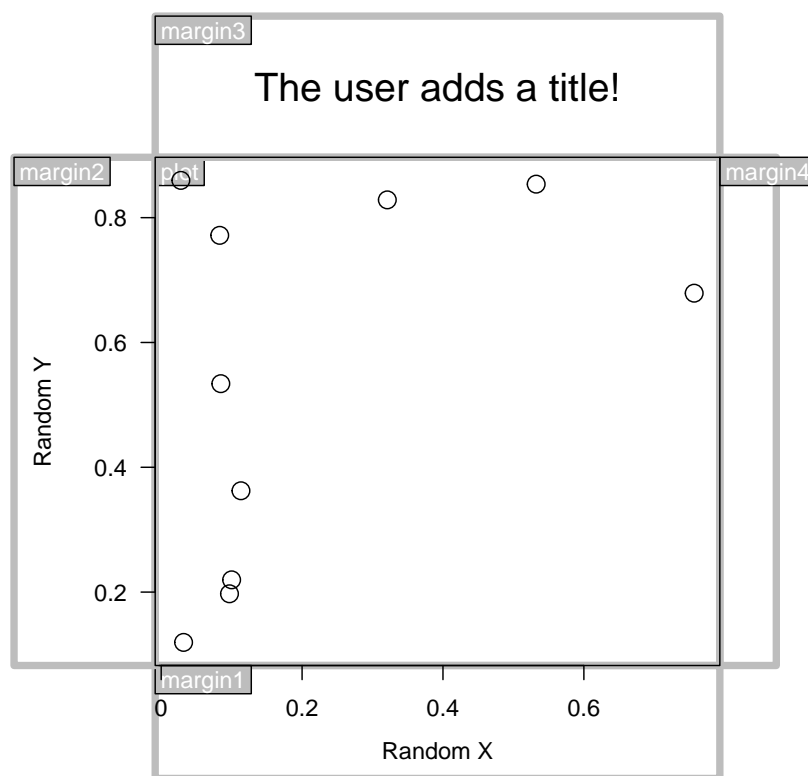 margin3
The user adds a title!
margin2
plot
margin4
0.8
0.6
0.4
0.2
Random Y
margin1
0 0.2 0.4 0.6
Random X